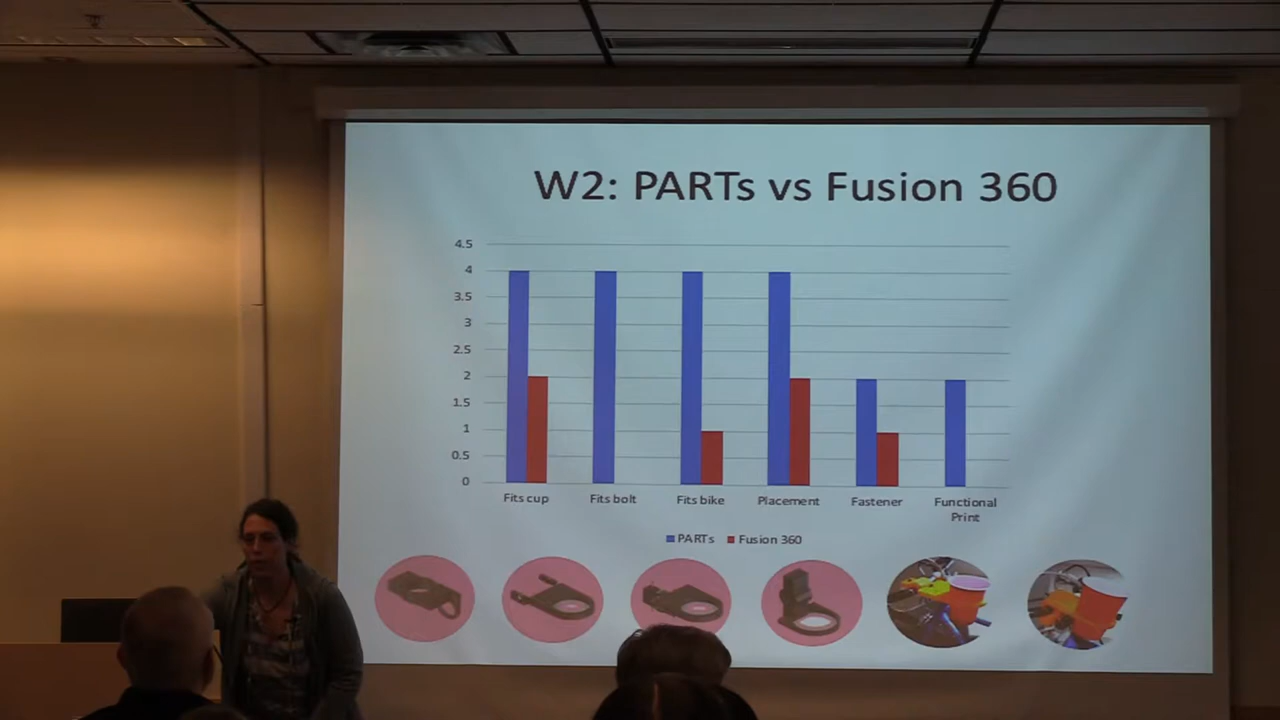 W2: PARTs vs Fusion 360
4.5
4
3.5
3
2.5
2
1.5
1
0.5
0
Fits cup
Fits bolt
Fits bike
Placement
Fastener
Functional
Print
PARTs
Fusion 360